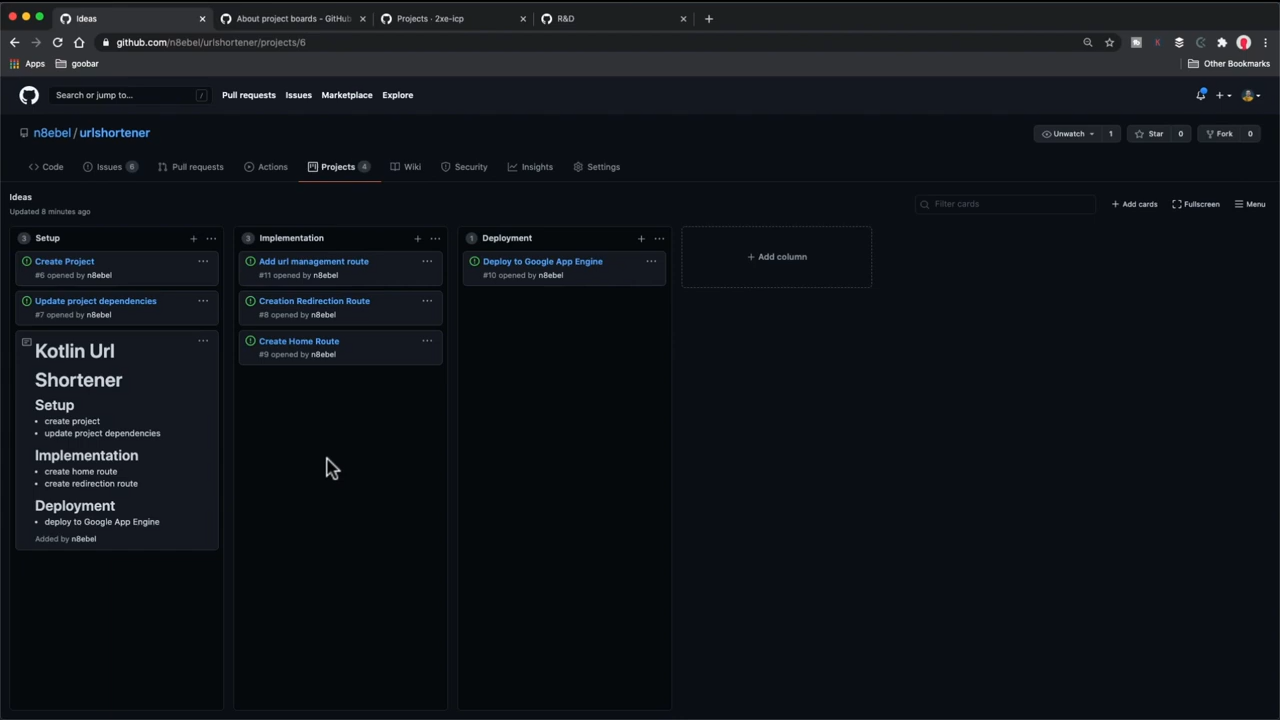 Ideas
About project boards - GitHub
Projects · 2xe-icp
R&D
github.com/n8ebel/urlshortener/projects/6
Apps
goobar
Other Bookmarks
Search or jump to...
/
Pull requests
Issues
Marketplace
Explore
n8ebel / urlshortener
Unwatch
1
Star
0
Fork
0
Code
Issues 6
Pull requests
Actions
Projects 4
Wiki
Security
Insights
Settings
Ideas
Updated 8 minutes ago
Filter cards
+ Add cards
Fullscreen
Menu
3 Setup
Create Project
#6 opened by n8ebel
Update project dependencies
#7 opened by n8ebel
Kotlin Url
Shortener
Setup
• create project
• update project dependencies
Implementation
• create home route
• create redirection route
Deployment
• deploy to Google App Engine
Added by n8ebel
3 Implementation
Add url management route
#11 opened by n8ebel
Creation Redirection Route
#8 opened by n8ebel
Create Home Route
#9 opened by n8ebel
1 Deployment
Deploy to Google App Engine
#10 opened by n8ebel
+ Add column